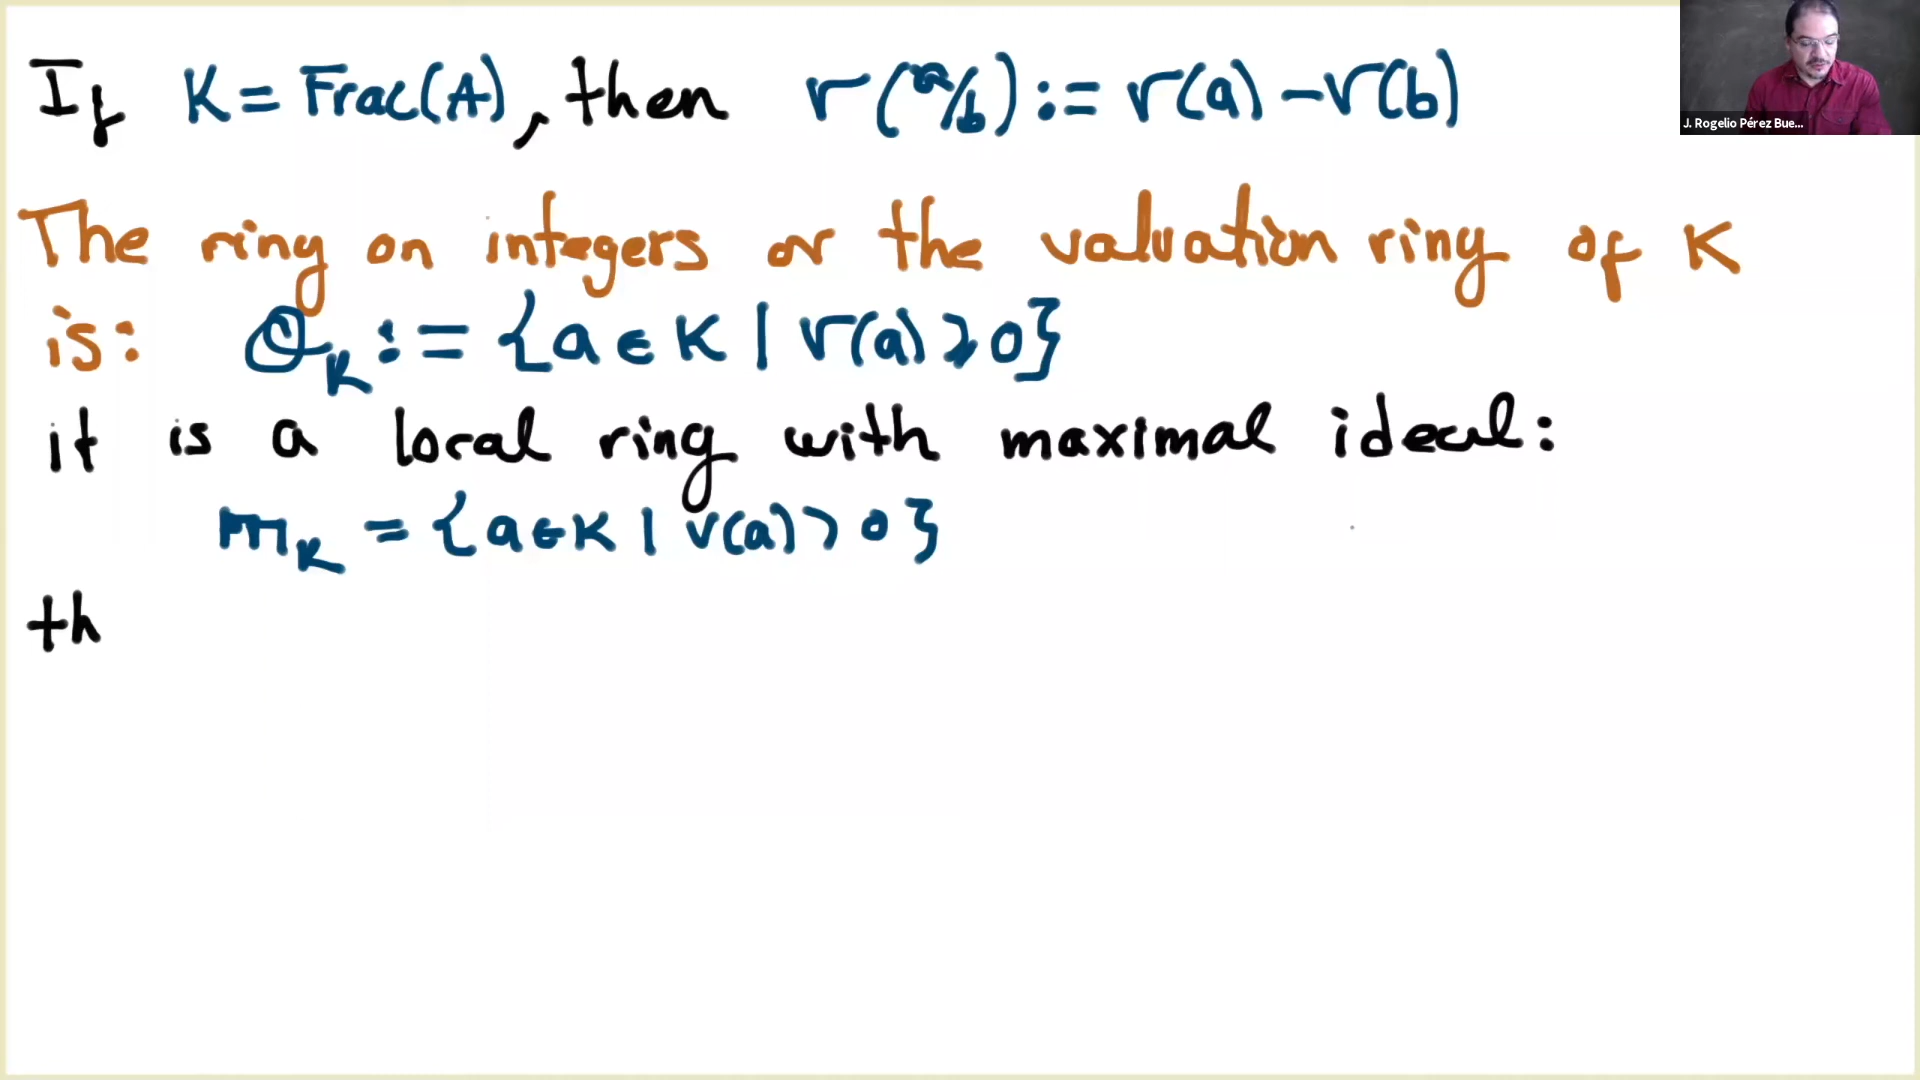 If K = Frac(A), then v(a/b) := v(a) - v(b)
J. Rogelio Pérez Bue...
The ring on integers or the valuation ring of K
is: 𝒪_K := {a ∈ K | v(a) ≥ 0}
it is a local ring with maximal ideal:
m_K = {a ∈ K | v(a) > 0}
th